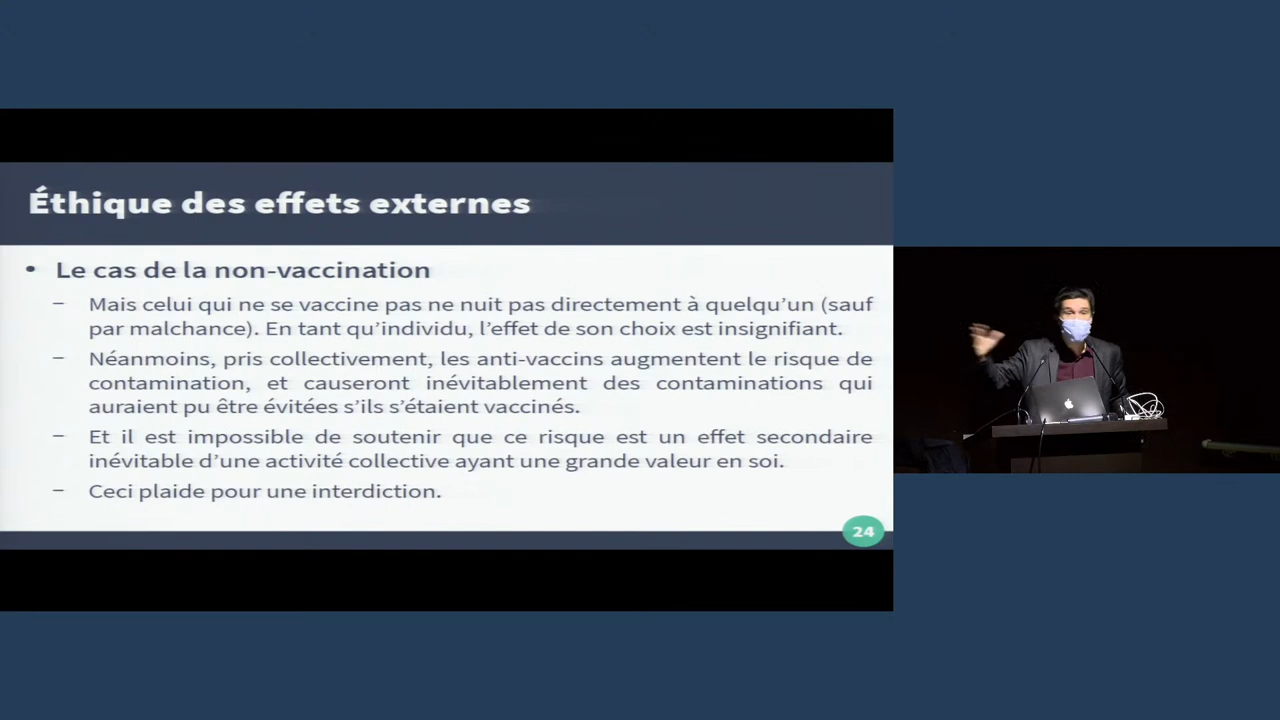 Éthique des effets externes
• Le cas de la non-vaccination
– Mais celui qui ne se vaccine pas ne nuit pas directement à quelqu’un (sauf
par malchance). En tant qu’individu, l’effet de son choix est insignifiant.
– Néanmoins, pris collectivement, les anti-vaccins augmentent le risque de
contamination, et causeront inévitablement des contaminations qui
auraient pu être évitées s’ils s’étaient vaccinés.
– Et il est impossible de soutenir que ce risque est un effet secondaire
inévitable d’une activité collective ayant une grande valeur en soi.
– Ceci plaide pour une interdiction.
24